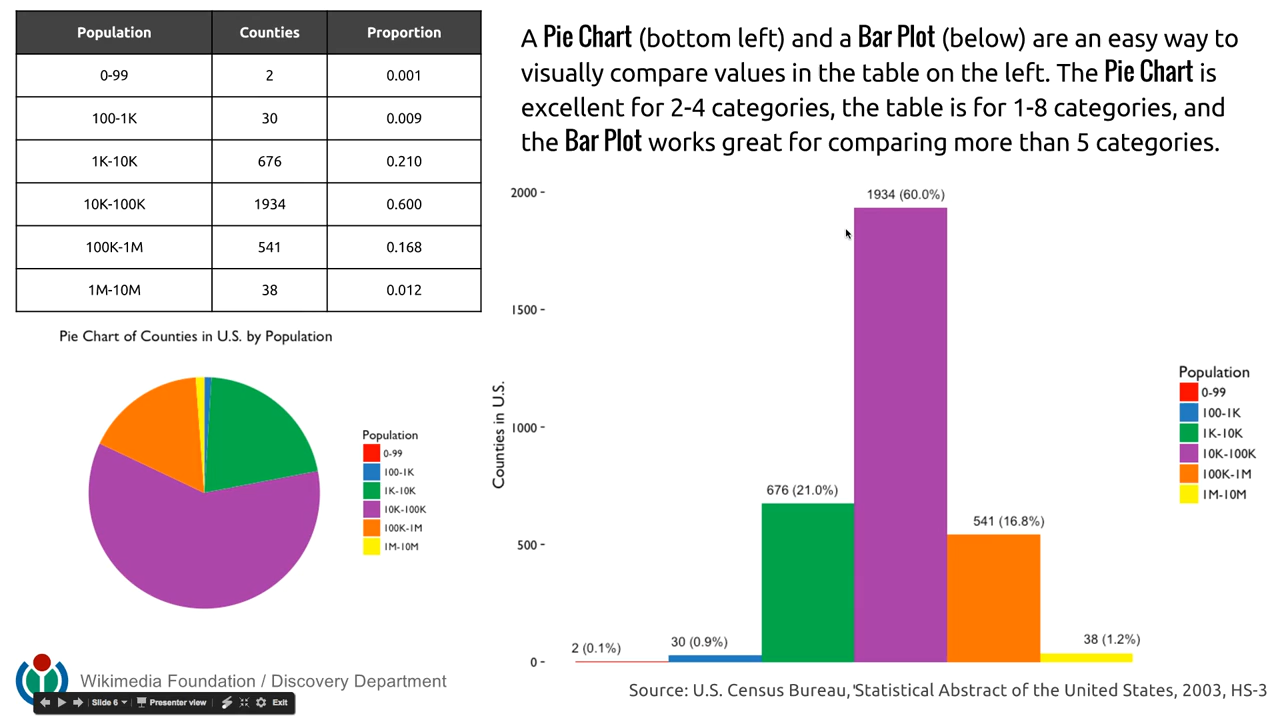 Population Counties Proportion
0-99 2 0.001
100-1K 30 0.009
1K-10K 676 0.210
10K-100K 1934 0.600
100K-1M 541 0.168
1M-10M 38 0.012
A Pie Chart (bottom left) and a Bar Plot (below) are an easy way to
visually compare values in the table on the left. The Pie Chart is
excellent for 2-4 categories, the table is for 1-8 categories, and
the Bar Plot works great for comparing more than 5 categories.
Pie Chart of Counties in U.S. by Population
Population
0-99
100-1K
1K-10K
10K-100K
100K-1M
1M-10M
Counties in U.S.
2000
1500
1000
500
0
2 (0.1%)
30 (0.9%)
676 (21.0%)
1934 (60.0%)
541 (16.8%)
38 (1.2%)
Population
0-99
100-1K
1K-10K
10K-100K
100K-1M
1M-10M
Wikimedia Foundation / Discovery Department
Slide 6 Presenter view Exit
Source: U.S. Census Bureau, 'Statistical Abstract of the United States, 2003, HS-3